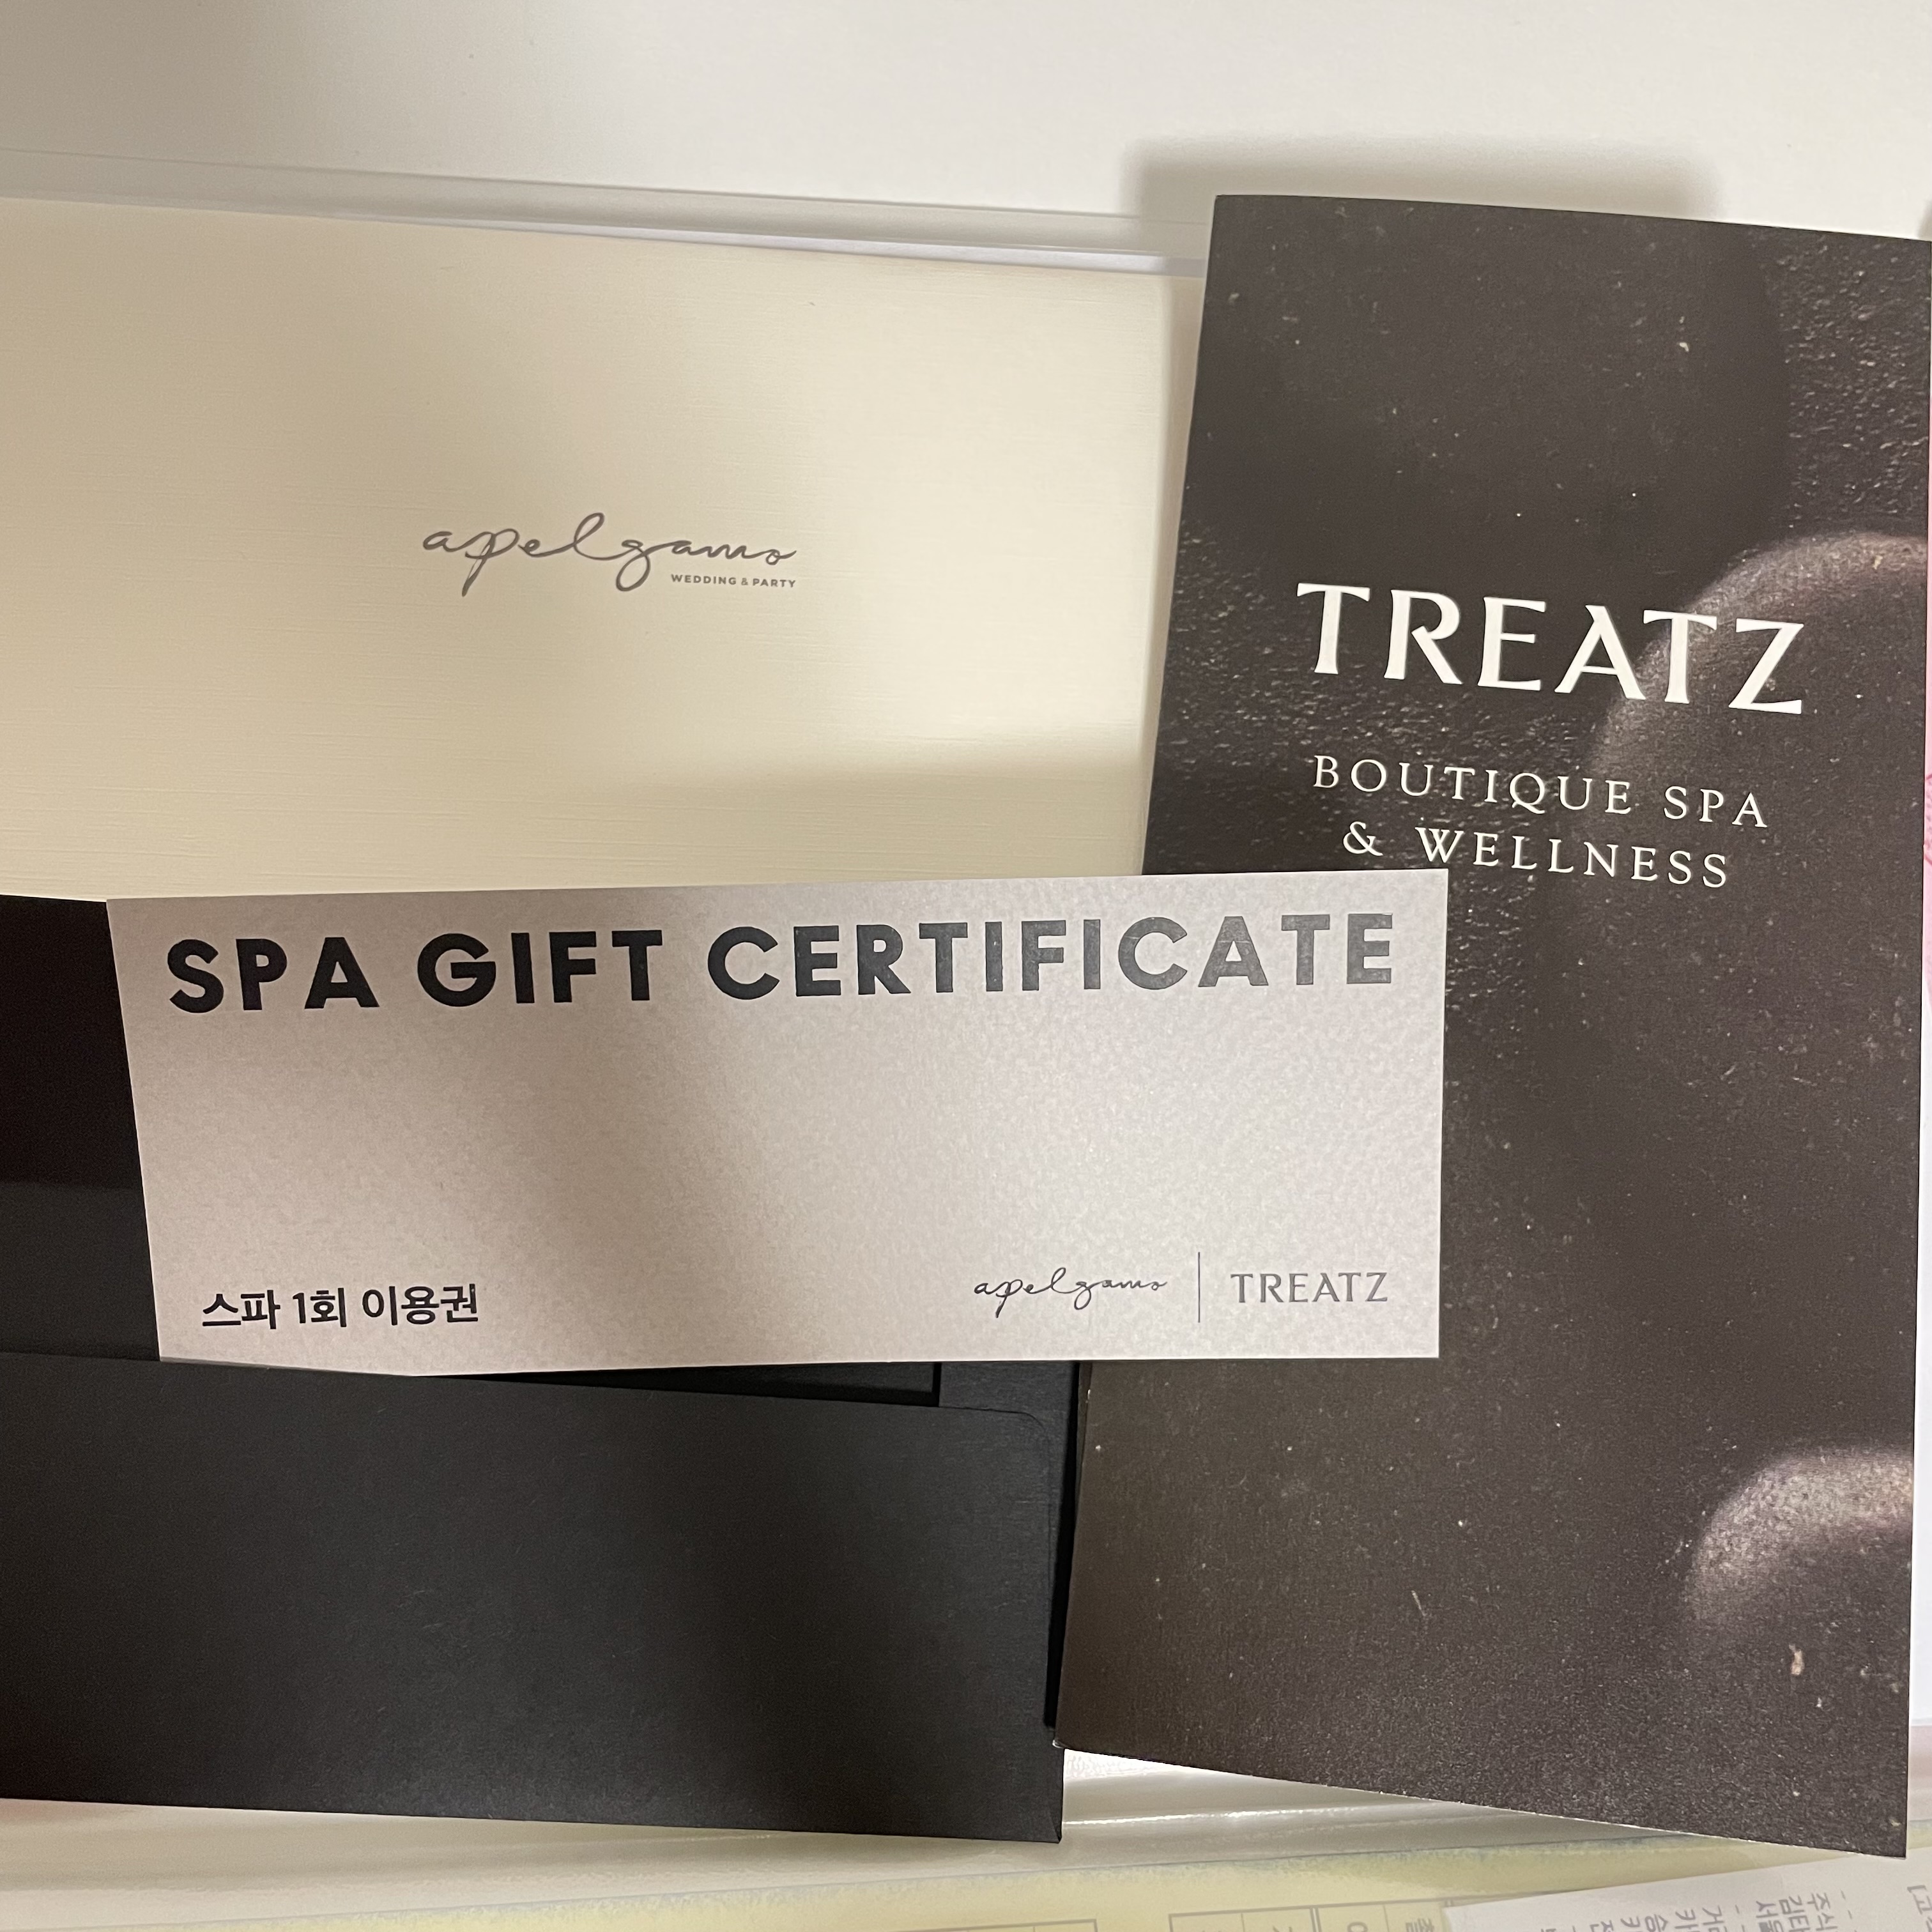 apelgamo
WEDDING & PARTY
TREATZ
BOUTIQUE SPA
& WELLNESS
SPA GIFT CERTIFICATE
스파 1회 이용권
apelgamo | TREATZ